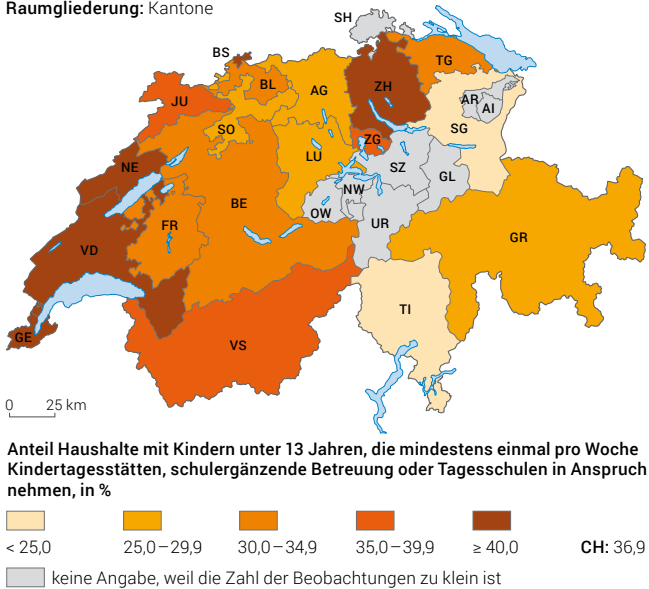 Raumgliederung: Kantone
SH
BS
TG
BL
AG
ZH
JU
AR
AI
SO
SG
ZG
LU
NE
SZ
GL
NW
BE
OW
FR
UR
GR
VD
TI
GE
VS
0 25 km
Anteil Haushalte mit Kindern unter 13 Jahren, die mindestens einmal pro Woche
Kindertagesstätten, schulergänzende Betreuung oder Tagesschulen in Anspruch
nehmen, in %
< 25,0 25,0 – 29,9 30,0 – 34,9 35,0 – 39,9 ≥ 40,0 CH: 36,9
keine Angabe, weil die Zahl der Beobachtungen zu klein ist